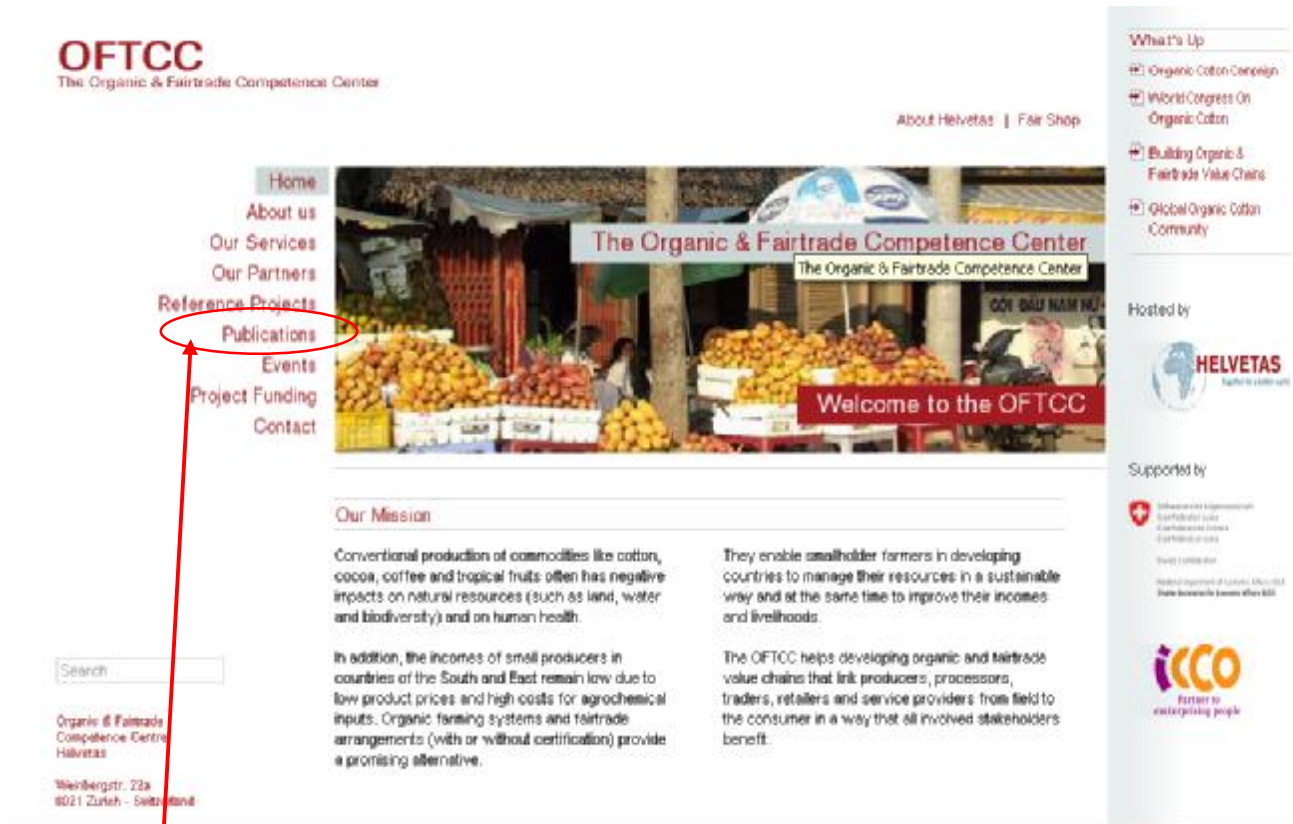 OFTCC
The Organic & Fairtrade Competence Center
About Helvetas | Fair Shop
Home
About us
Our Services
Our Partners
Reference Projects
Publications
Events
Project Funding
Contact
The Organic & Fairtrade Competence Center
The Organic & Fairtrade Competence Center
GỘI ĐẦU NAM NỮ
Welcome to the OFTCC
Our Mission
Conventional production of commodities like cotton,
cocoa, coffee and tropical fruits often has negative
impacts on natural resources (such as land, water
and biodiversity) and on human health.
In addition, the incomes of small producers in
countries of the South and East remain low due to
low product prices and high costs for agrochemical
inputs. Organic farming systems and fairtrade
arrangements (with or without certification) provide
a promising alternative.
They enable smallholder farmers in developing
countries to manage their resources in a sustainable
way and at the same time to improve their incomes
and livelihoods.
The OFTCC helps developing organic and fairtrade
value chains that link producers, processors,
traders, retailers and service providers from field to
the consumer in a way that all involved stakeholders
benefit.
Search
Organic & Fairtrade
Competence Centre
Helvetas
Weinbergstr. 22a
8021 Zurich - Switzerland
What's Up
Organic Cotton Campaign
World Congress On
Organic Cotton
Building Organic &
Fairtrade Value Chains
Global Organic Cotton
Community
Hosted by
HELVETAS
Supported by
icco
Partner in
enterprising people